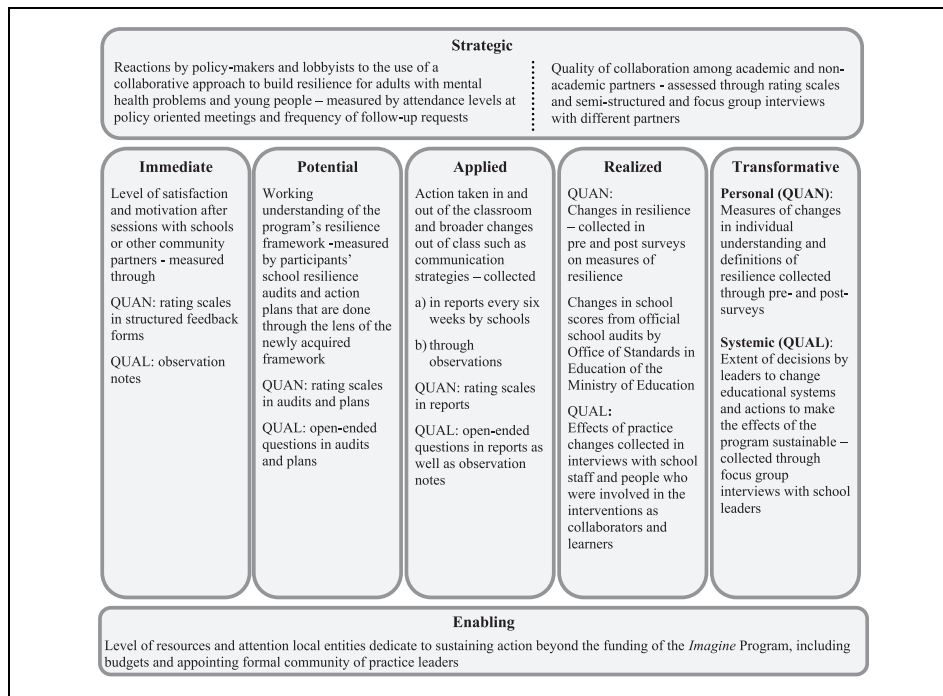 Strategic
Reactions by policy-makers and lobbyists to the use of a
collaborative approach to build resilience for adults with mental
health problems and young people – measured by attendance levels at
policy oriented meetings and frequency of follow-up requests
Quality of collaboration among academic and non-
academic partners - assessed through rating scales
and semi-structured and focus group interviews
with different partners
Immediate
Level of satisfaction
and motivation after
sessions with schools
or other community
partners - measured
through
QUAN: rating scales
in structured feedback
forms
QUAL: observation
notes
Potential
Working
understanding of the
program’s resilience
framework -measured
by participants’
school resilience
audits and action
plans that are done
through the lens of the
newly acquired
framework
QUAN: rating scales
in audits and plans
QUAL: open-ended
questions in audits
and plans
Applied
Action taken in and
out of the classroom
and broader changes
out of class such as
communication
strategies – collected
a) in reports every six
weeks by schools
b) through
observations
QUAN: rating scales
in reports
QUAL: open-ended
questions in reports as
well as observation
notes
Realized
QUAN:
Changes in resilience
– collected in
pre and post surveys
on measures of
resilience
Changes in school
scores from official
school audits by
Office of Standards in
Education of the
Ministry of Education
QUAL:
Effects of practice
changes collected in
interviews with school
staff and people who
were involved in the
interventions as
collaborators and
learners
Transformative
Personal (QUAN):
Measures of changes
in individual
understanding and
definitions of
resilience collected
through pre- and post-
surveys
Systemic (QUAL):
Extent of decisions by
leaders to change
educational systems
and actions to make
the effects of the
program sustainable –
collected through
focus group
interviews with school
leaders
Enabling
Level of resources and attention local entities dedicate to sustaining action beyond the funding of the Imagine Program, including
budgets and appointing formal community of practice leaders